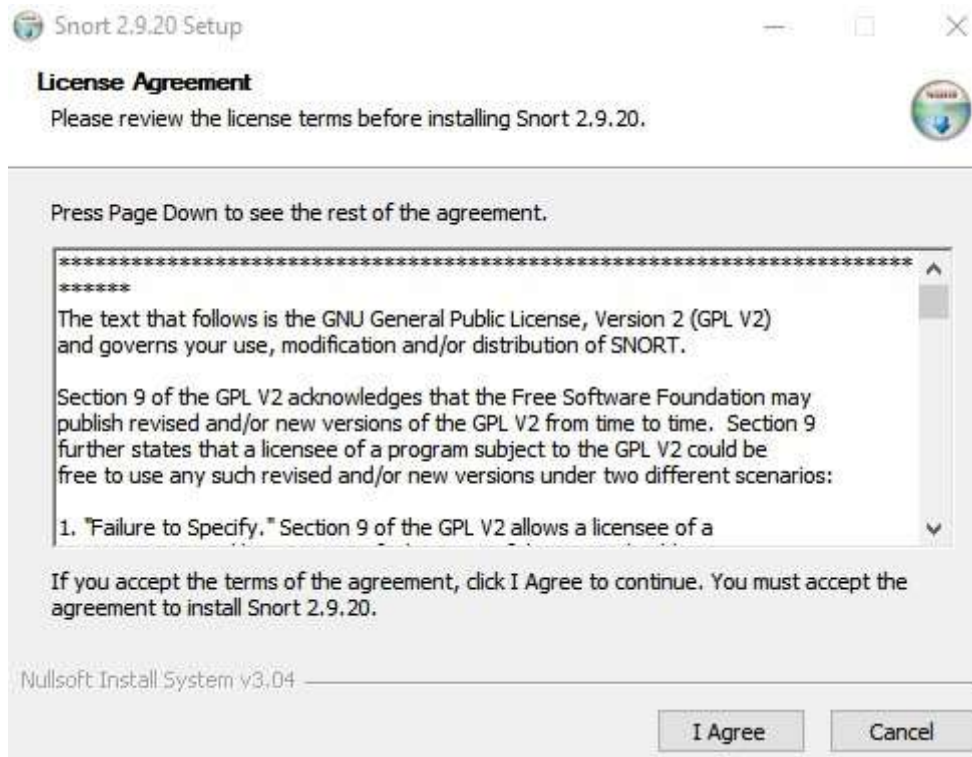 Snort 2.9.20 Setup
License Agreement
Please review the license terms before installing Snort 2.9.20.
Press Page Down to see the rest of the agreement.
***********************************************************************
******
The text that follows is the GNU General Public License, Version 2 (GPL V2)
and governs your use, modification and/or distribution of SNORT.
Section 9 of the GPL V2 acknowledges that the Free Software Foundation may
publish revised and/or new versions of the GPL V2 from time to time.  Section 9
further states that a licensee of a program subject to the GPL V2 could be
free to use any such revised and/or new versions under two different scenarios:
1. "Failure to Specify." Section 9 of the GPL V2 allows a licensee of a
If you accept the terms of the agreement, click I Agree to continue. You must accept the
agreement to install Snort 2.9.20.
Nullsoft Install System v3.04
I Agree
Cancel